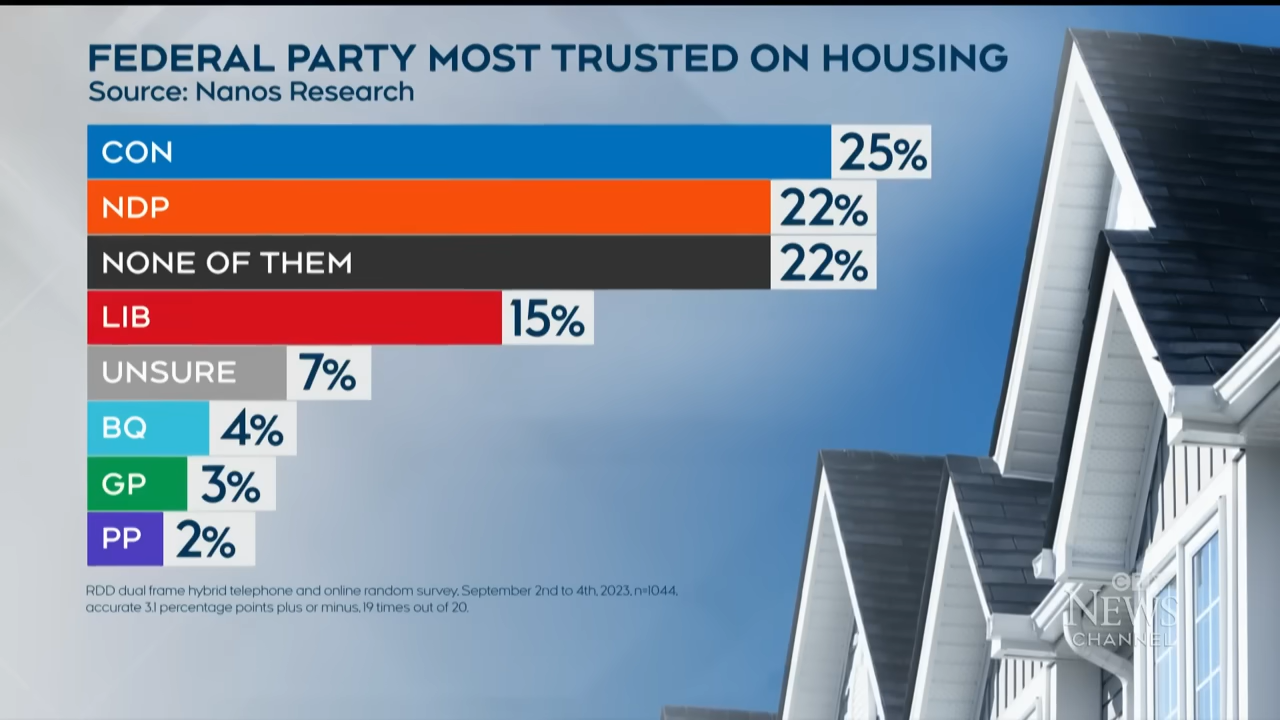 FEDERAL PARTY MOST TRUSTED ON HOUSING
Source: Nanos Research
CON 25%
NDP 22%
NONE OF THEM 22%
LIB 15%
UNSURE 7%
BQ 4%
GP 3%
PP 2%
RDD dual frame hybrid telephone and online random survey, September 2nd to 4th, 2023, n=1044,
accurate 3.1 percentage points plus or minus, 19 times out of 20.
CTV
NEWS
CHANNEL